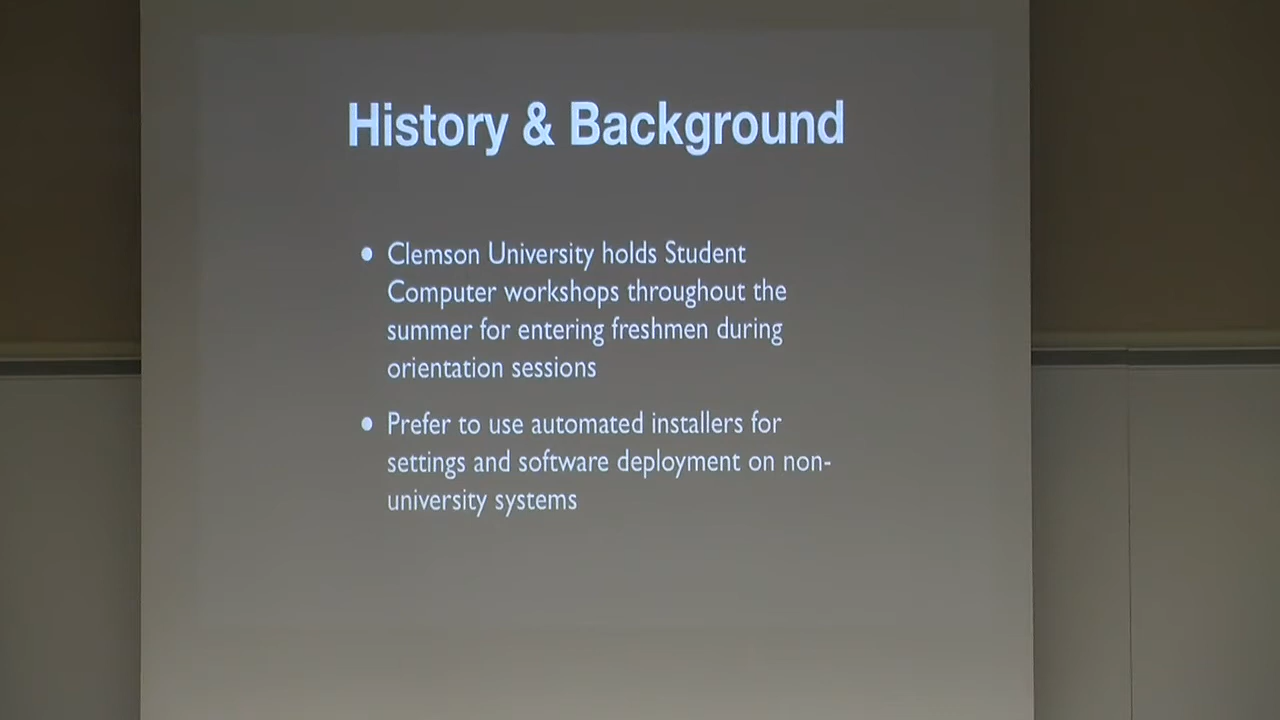 History & Background
• Clemson University holds Student
Computer workshops throughout the
summer for entering freshmen during
orientation sessions
• Prefer to use automated installers for
settings and software deployment on non-
university systems